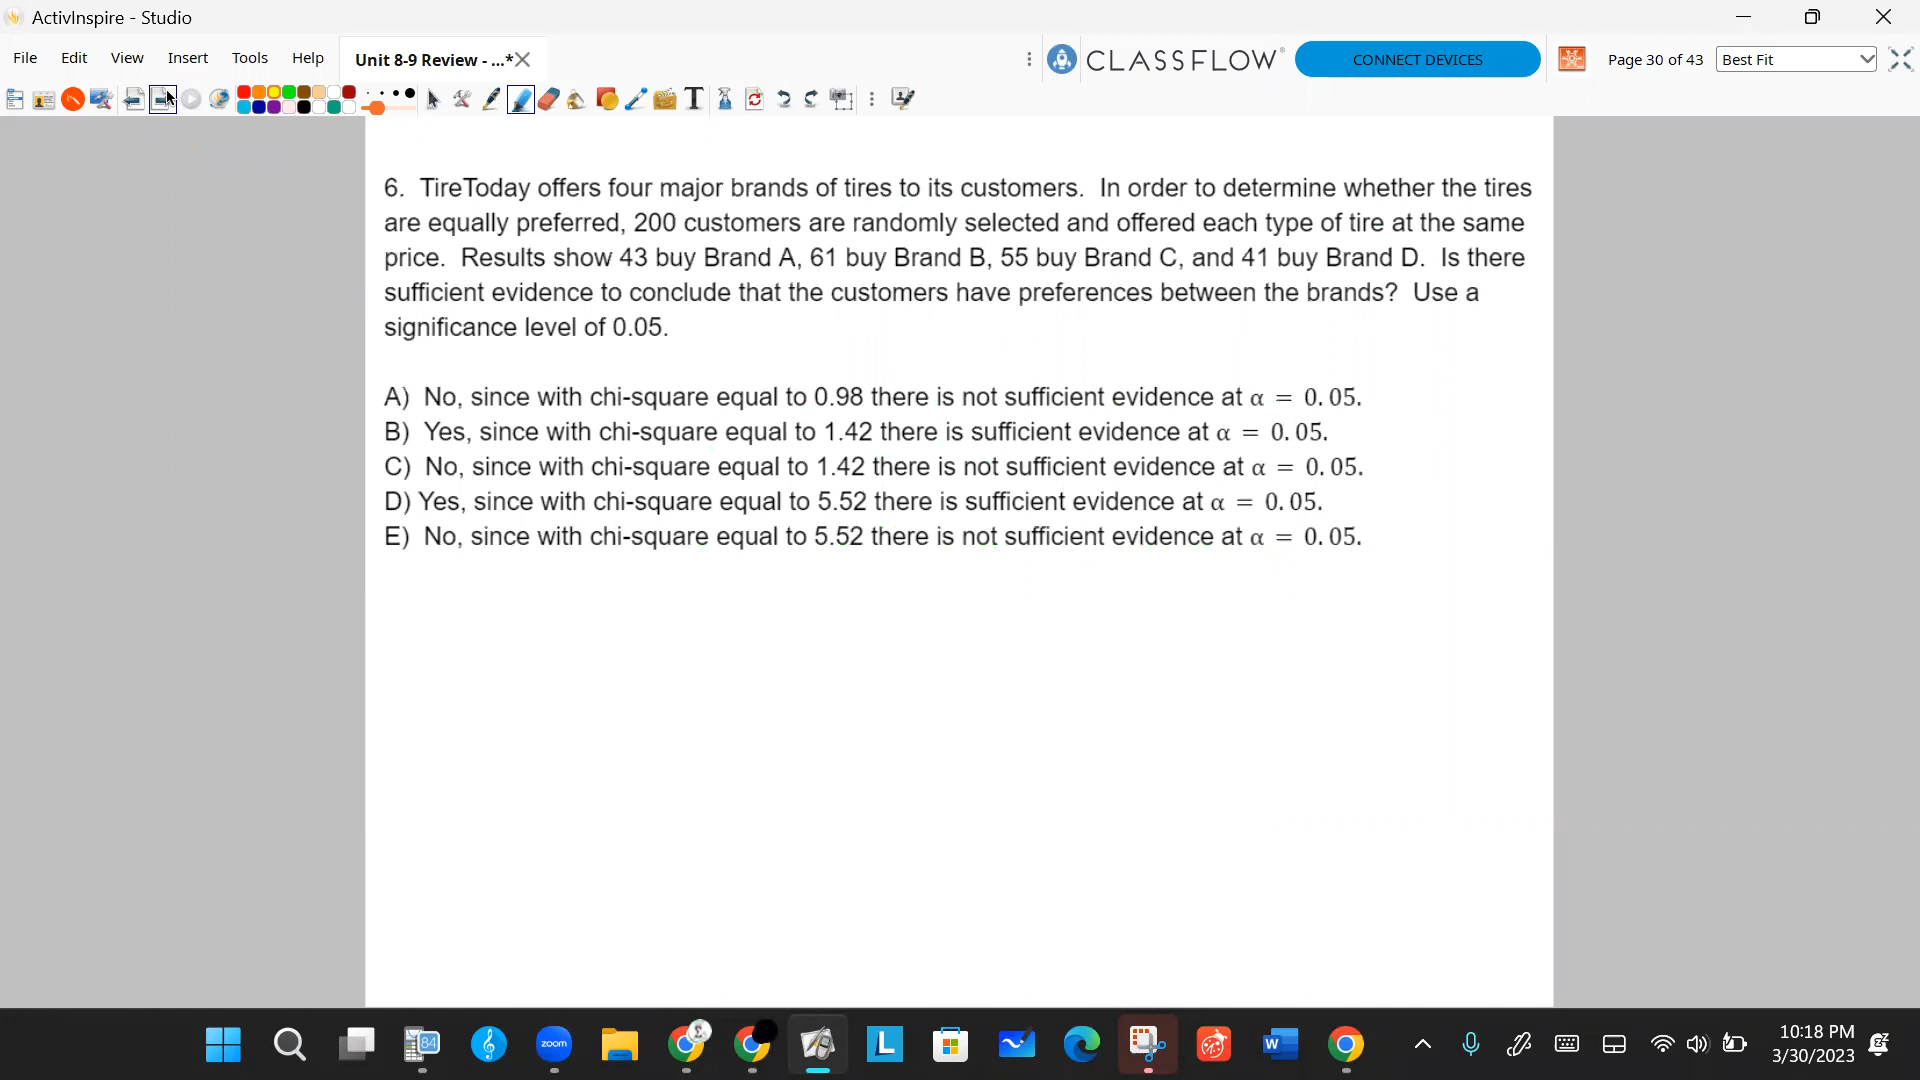 ActivInspire - Studio
File Edit View Insert Tools Help Unit 8-9 Review - ...* CLASSFLOW CONNECT DEVICES Page 30 of 43 Best Fit
6. TireToday offers four major brands of tires to its customers. In order to determine whether the tires
are equally preferred, 200 customers are randomly selected and offered each type of tire at the same
price. Results show 43 buy Brand A, 61 buy Brand B, 55 buy Brand C, and 41 buy Brand D. Is there
sufficient evidence to conclude that the customers have preferences between the brands? Use a
significance level of 0.05.
A) No, since with chi-square equal to 0.98 there is not sufficient evidence at α = 0.05.
B) Yes, since with chi-square equal to 1.42 there is sufficient evidence at α = 0.05.
C) No, since with chi-square equal to 1.42 there is not sufficient evidence at α = 0.05.
D) Yes, since with chi-square equal to 5.52 there is sufficient evidence at α = 0.05.
E) No, since with chi-square equal to 5.52 there is not sufficient evidence at α = 0.05.
84 zoom L W 10:18 PM
3/30/2023